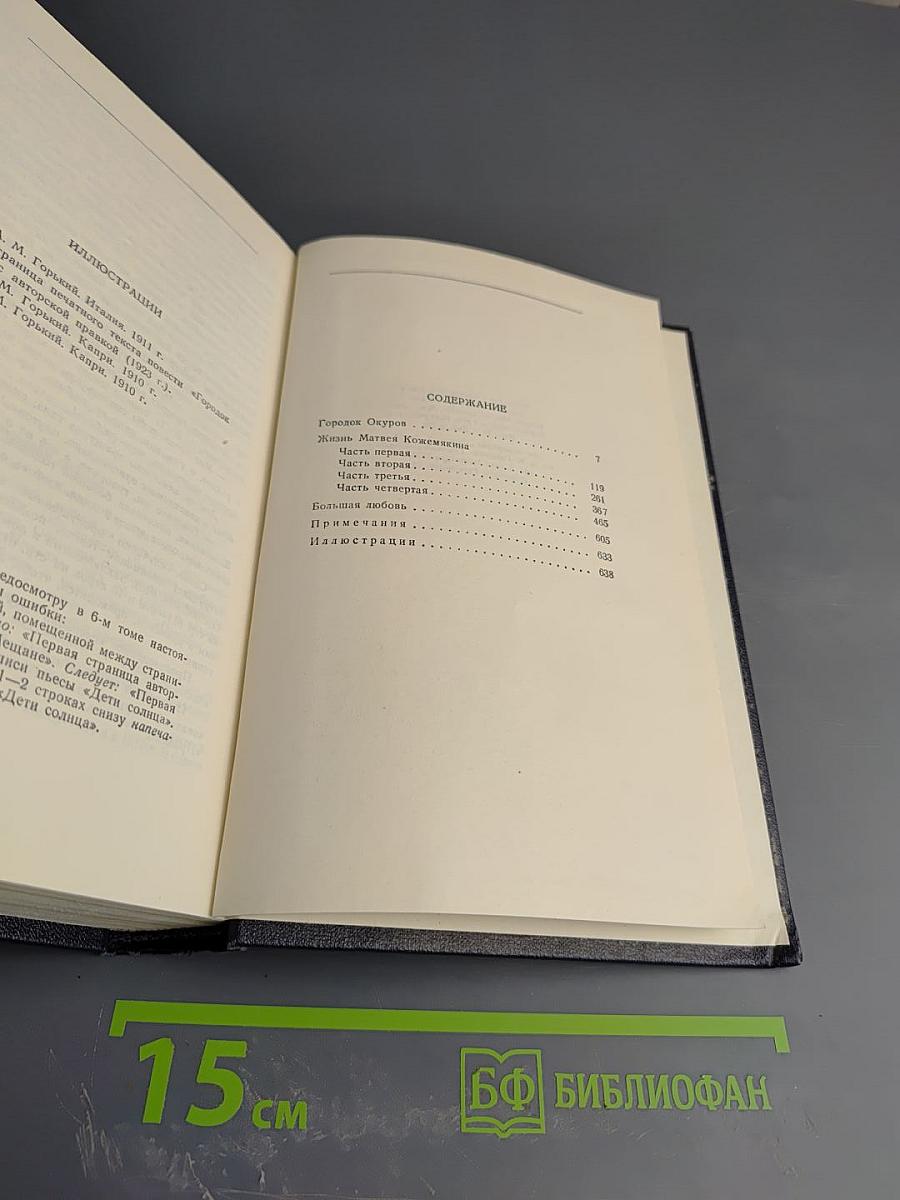 ИЛЛЮСТРАЦИИ
М. Горький. Италия. 1911 г.
печатного текста повести «Городок
авторской правкой (1923 г.).
М. Горький. Капри. 1910 г.
Горький. Капри. 1910 г.
в 6-м томе настоя-
ошибки:
помещенной между страни-
«Первая страница автор-
Следует: «Первая
пьесы «Дети солнца».
1—2 строках снизу напеча-
«Дети солнца».
СОДЕРЖАНИЕ
Городок Окуров . . . . . . . . . . . . . . . . . . . . 7
Жизнь Матвея Кожемякина
Часть первая . . . . . . . . . . . . . . . . . . . . 119
Часть вторая . . . . . . . . . . . . . . . . . . . . 261
Часть третья . . . . . . . . . . . . . . . . . . . . 367
Часть четвертая . . . . . . . . . . . . . . . . . . 465
Большая любовь . . . . . . . . . . . . . . . . . . 605
Примечания . . . . . . . . . . . . . . . . . . . . 633
Иллюстрации . . . . . . . . . . . . . . . . . . . . 638
15 см
БФ БИБЛИОФАН